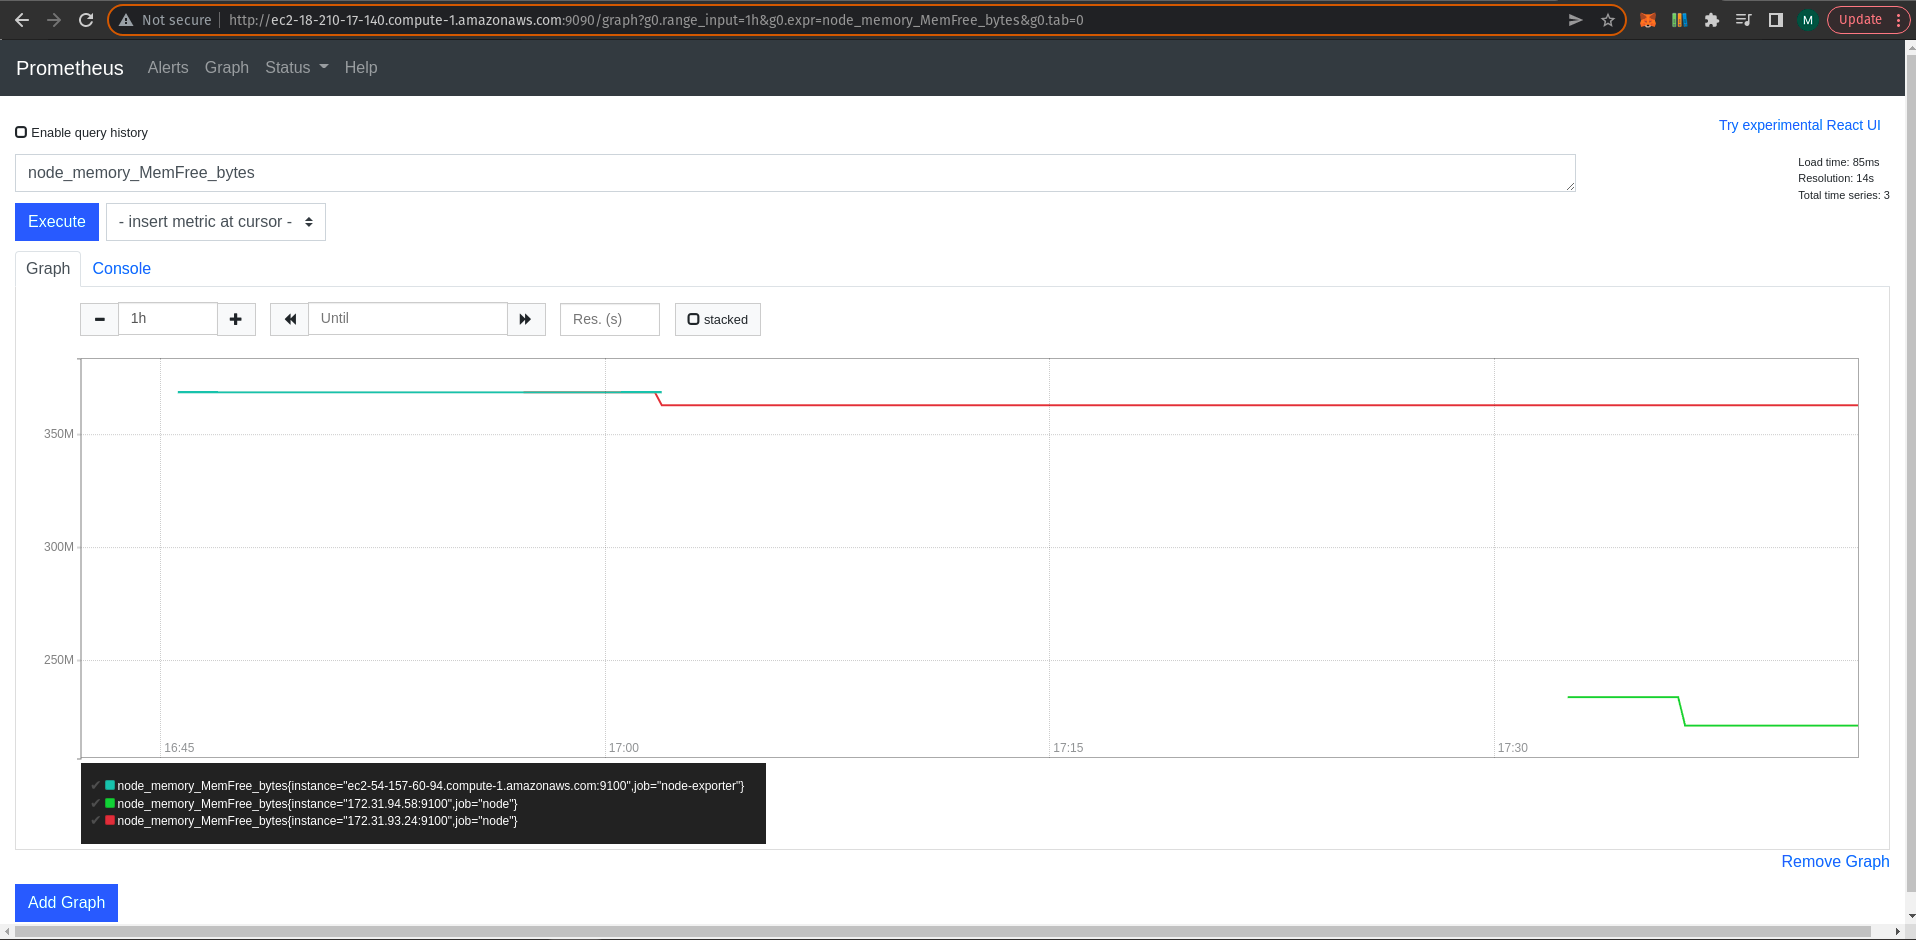 Not secure http://ec2-18-210-17-140.compute-1.amazonaws.com:9090/graph?g0.range_input=1h&g0.expr=node_memory_MemFree_bytes&g0.tab=0 M Update
Prometheus Alerts Graph Status Help
Enable query history
Try experimental React UI
node_memory_MemFree_bytes
Load time: 85ms
Resolution: 14s
Total time series: 3
Execute - insert metric at cursor -
Graph Console
1h Until Res. (s) stacked
350M
300M
250M
16:45 17:00 17:15 17:30
node_memory_MemFree_bytes{instance="ec2-54-157-60-94.compute-1.amazonaws.com:9100",job="node-exporter"}
node_memory_MemFree_bytes{instance="172.31.94.58:9100",job="node"}
node_memory_MemFree_bytes{instance="172.31.93.24:9100",job="node"}
Remove Graph
Add Graph